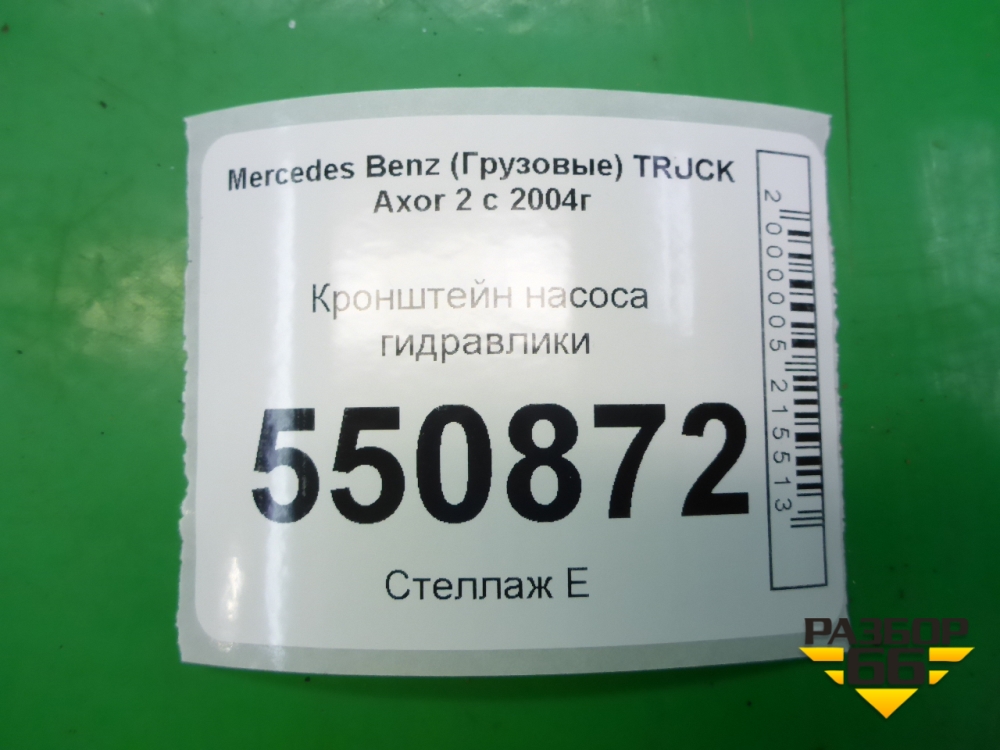 Mercedes Benz (Грузовые) TRUCK
Axor 2 с 2004г
Кронштейн насоса
гидравлики
550872
Стеллаж Е
2000005215513
РАЗБОР
66